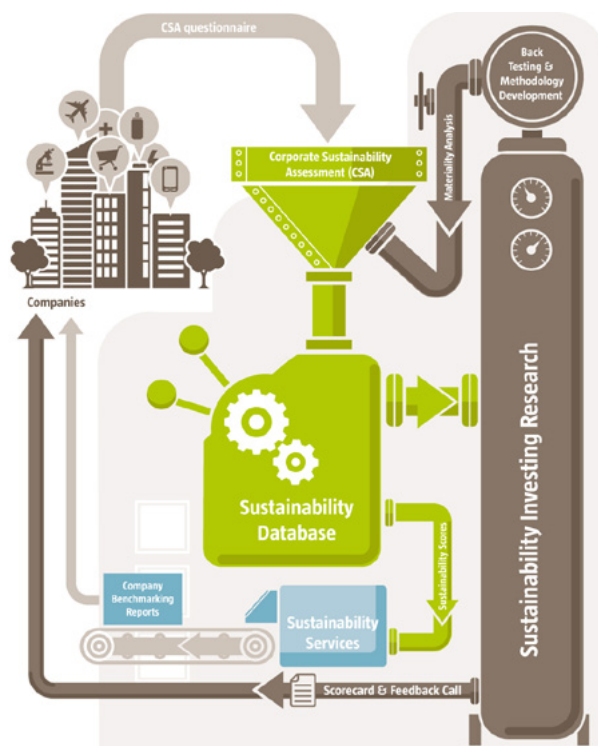 CSA questionnaire
Back
Testing &
Methodology
Development
Corporate Sustainability
Assessment (CSA)
Materiality Analysis
Companies
Sustainability Investing Research
Sustainability
Database
Sustainability Scores
Company
Benchmarking
Reports
Sustainability
Services
Scorecard & Feedback Call